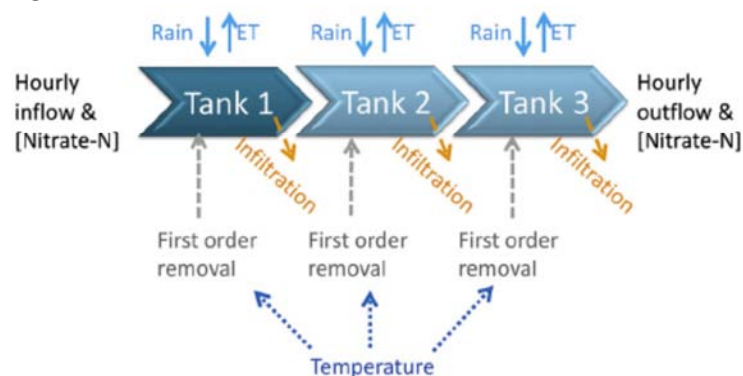 Rain ET Rain ET Rain ET
Hourly
inflow &
[Nitrate-N]
Tank 1
Tank 2
Tank 3
Hourly
outflow &
[Nitrate-N]
Infiltration
Infiltration
Infiltration
First order
removal
First order
removal
First order
removal
Temperature